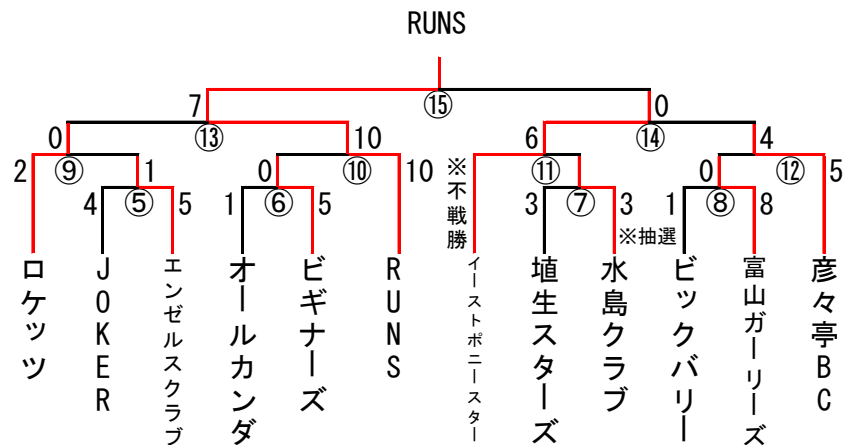 RUNS
7
⑮
0
0
⑬
10
6
⑭
4
2
⑨
1
0
⑩
10
※不戦勝
⑪
0
⑫
5
4
⑤
5
1
⑥
5
3
⑦
3
※抽選
1
⑧
8
ロケッツ
JOKER
エンゼルスクラブ
オールカンダ
ビギナーズ
RUNS
イーストポニースター
埴生スターズ
水島クラブ
ビックバリー
富山ガーリーズ
彦々亭BC